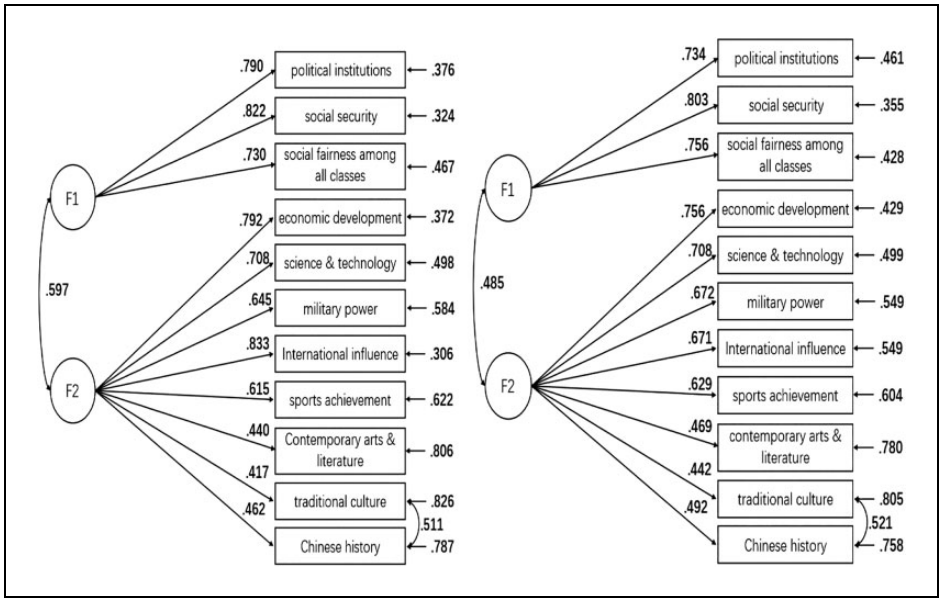 .790
political institutions
.376
.822
social security
.324
.730
social fairness among
all classes
.467
F1
.792
economic development
.372
.708
science & technology
.498
.597
.645
military power
.584
.833
International influence
.306
F2
.615
sports achievement
.622
.440
Contemporary arts &
literature
.806
.417
traditional culture
.826
.511
.462
Chinese history
.787
.734
political institutions
.461
.803
social security
.355
.756
social fairness among
all classes
.428
F1
.756
economic development
.429
.708
science & technology
.499
.485
.672
military power
.549
.671
International influence
.549
F2
.629
sports achievement
.604
.469
contemporary arts &
literature
.780
.442
traditional culture
.805
.521
.492
Chinese history
.758